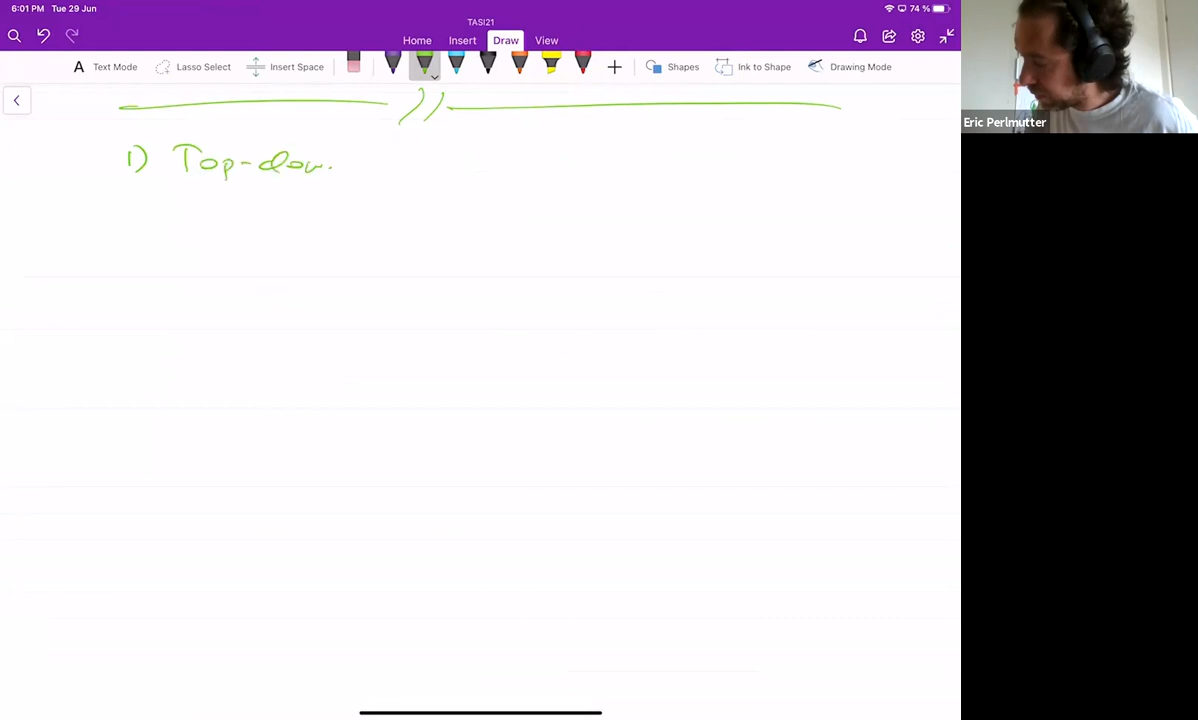 6:01 PM Tue 29 Jun 74 %
TASI21
Home Insert Draw View
A Text Mode Lasso Select Insert Space Shapes Ink to Shape Drawing Mode
Eric Perlmutter
1) Top-dow.